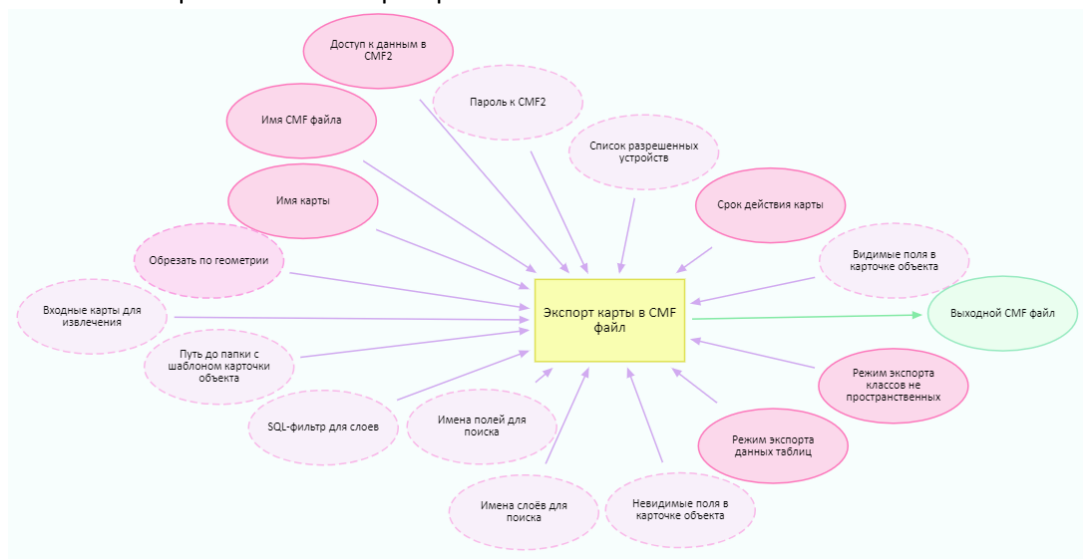 Доступ к данным в
CMF2
Пароль к CMF2
Имя CMF файла
Список разрешенных
устройств
Имя карты
Срок действия карты
Обрезать по геометрии
Видимые поля в
карточке объекта
Входные карты для
извлечения
Экспорт карты в CMF
файл
Выходной CMF файл
Путь до папки с
шаблоном карточки
объекта
Режим экспорта
классов не
пространственных
SQL-фильтр для слоев
Имена полей для
поиска
Режим экспорта
данных таблиц
Имена слоёв для
поиска
Невидимые поля в
карточке объекта